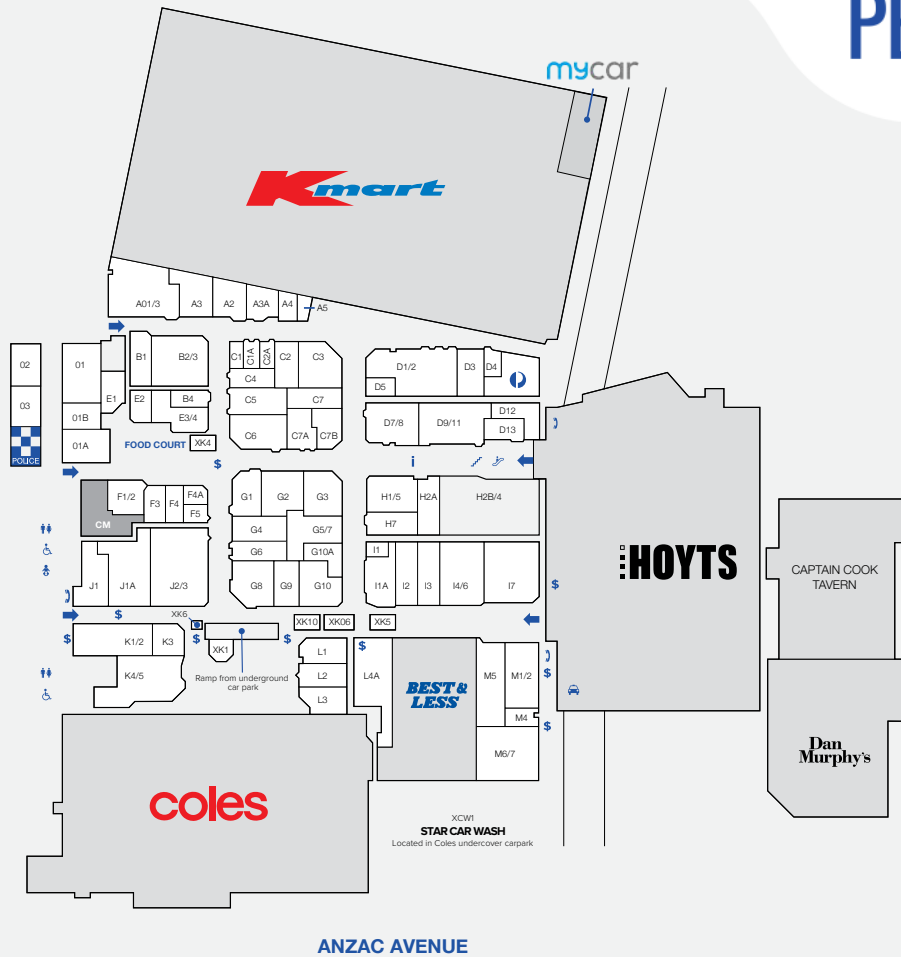 PE
mycar
Kmart
A01/3
A3
A2
A3A
A4
A5
02
01
B1
B2/3
C1
C1A
C2A
C2
C3
D1/2
D3
D4
C4
D5
03
E1
E2
B4
C5
C7
01B
E3/4
D7/8
D9/11
D12
D13
C6
C7A
C7B
01A
FOOD COURT
XK4
POLICE
$
i
F1/2
F3
F4
F4A
F5
G1
G2
G3
H1/5
H2A
H2B/4
CM
G4
G5/7
H7
G6
G10A
I1
HOYTS
CAPTAIN COOK
TAVERN
J1
J1A
J2/3
G8
G9
G10
I1A
I2
I3
I4/6
I7
$
$
XK6
XK10
XK06
XK5
$
K1/2
K3
$
$
XK1
L1
$
Ramp from underground
car park
K4/5
L2
L4A
BEST &
LESS
M5
M1/2
$
L3
M4
$
M6/7
Dan
Murphy's
coles
XCW1
STAR CAR WASH
Located in Coles undercover carpark
ANZAC AVENUE